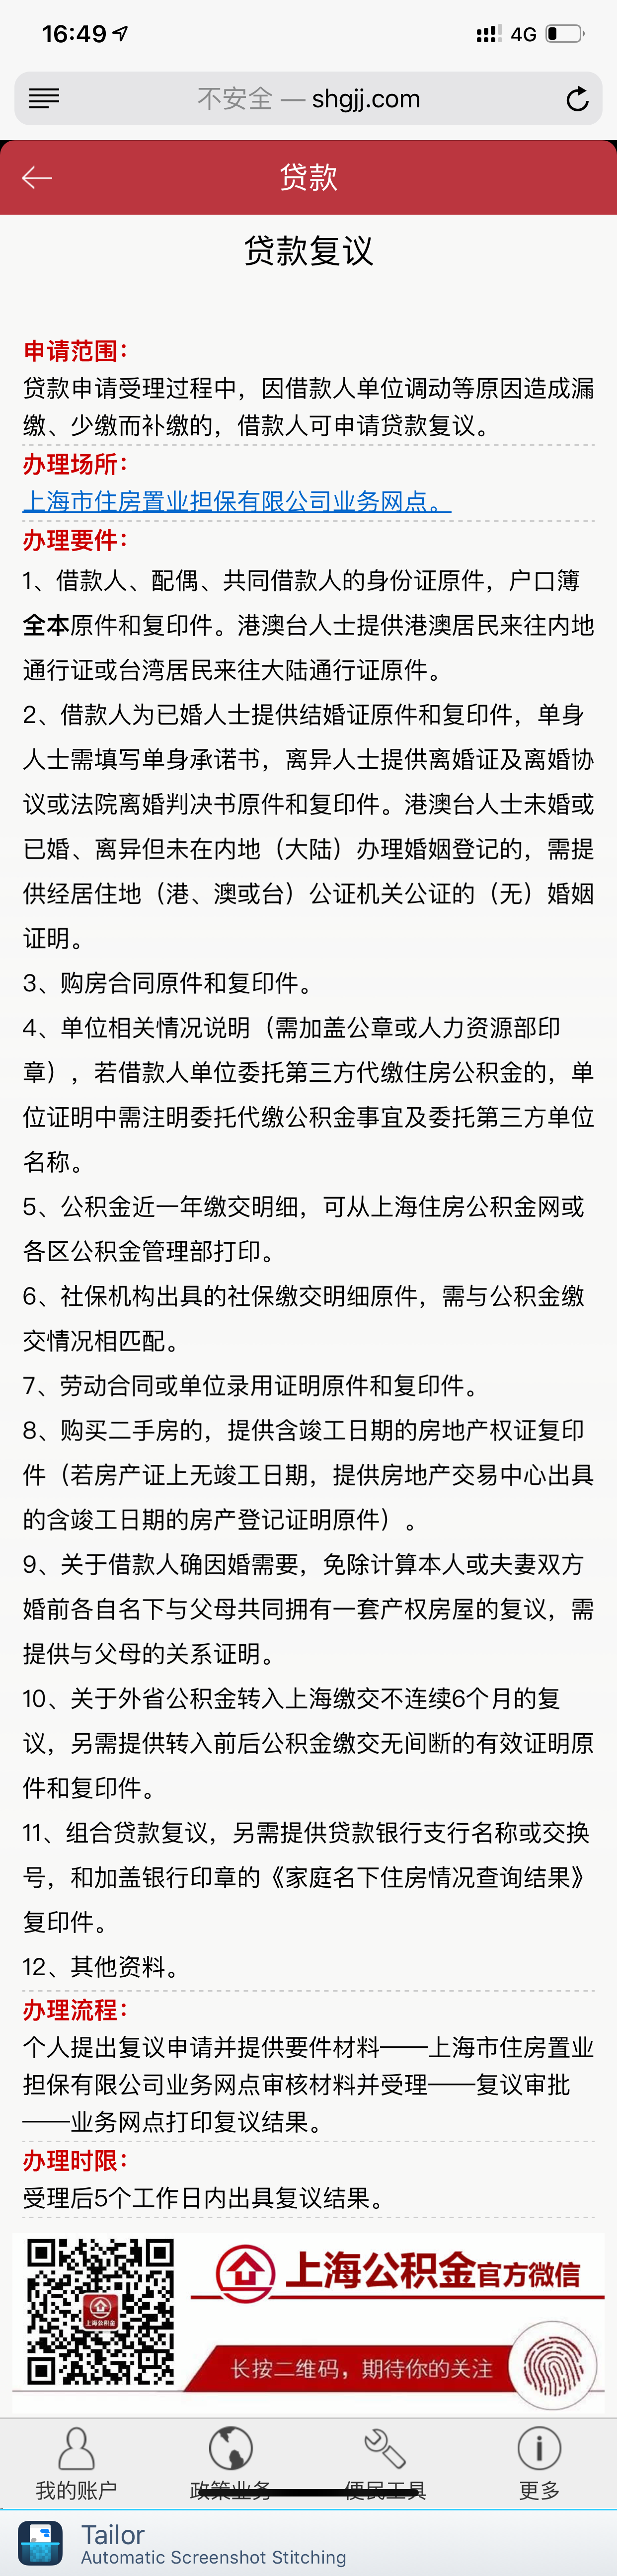 16:49
4G
不安全 — shgjj.com
贷款
贷款复议
申请范围：
贷款申请受理过程中，因借款人单位调动等原因造成漏
缴、少缴而补缴的，借款人可申请贷款复议。
办理场所：
上海市住房置业担保有限公司业务网点。
办理要件：
1、借款人、配偶、共同借款人的身份证原件，户口簿
全本原件和复印件。港澳台人士提供港澳居民来往内地
通行证或台湾居民来往大陆通行证原件。
2、借款人为已婚人士提供结婚证原件和复印件，单身
人士需填写单身承诺书，离异人士提供离婚证及离婚协
议或法院离婚判决书原件和复印件。港澳台人士未婚或
已婚、离异但未在内地（大陆）办理婚姻登记的，需提
供经居住地（港、澳或台）公证机关公证的（无）婚姻
证明。
3、购房合同原件和复印件。
4、单位相关情况说明（需加盖公章或人力资源部印
章），若借款人单位委托第三方代缴住房公积金的，单
位证明中需注明委托代缴公积金事宜及委托第三方单位
名称。
5、公积金近一年缴交明细，可从上海住房公积金网或
各区公积金管理部打印。
6、社保机构出具的社保缴交明细原件，需与公积金缴
交情况相匹配。
7、劳动合同或单位录用证明原件和复印件。
8、购买二手房的，提供含竣工日期的房地产权证复印
件（若房产证上无竣工日期，提供房地产交易中心出具
的含竣工日期的房产登记证明原件）。
9、关于借款人确因婚需要，免除计算本人或夫妻双方
婚前各自名下与父母共同拥有一套产权房屋的复议，需
提供与父母的关系证明。
10、关于外省公积金转入上海缴交不连续6个月的复
议，另需提供转入前后公积金缴交无间断的有效证明原
件和复印件。
11、组合贷款复议，另需提供贷款银行支行名称或交换
号，和加盖银行印章的《家庭名下住房情况查询结果》
复印件。
12、其他资料。
办理流程：
个人提出复议申请并提供要件材料——上海市住房置业
担保有限公司业务网点审核材料并受理——复议审批
——业务网点打印复议结果。
办理时限：
受理后5个工作日内出具复议结果。
上海公积金
上海公积金官方微信
长按二维码，期待你的关注
我的账户 政策业务 便民工具 更多
Tailor
Automatic Screenshot Stitching